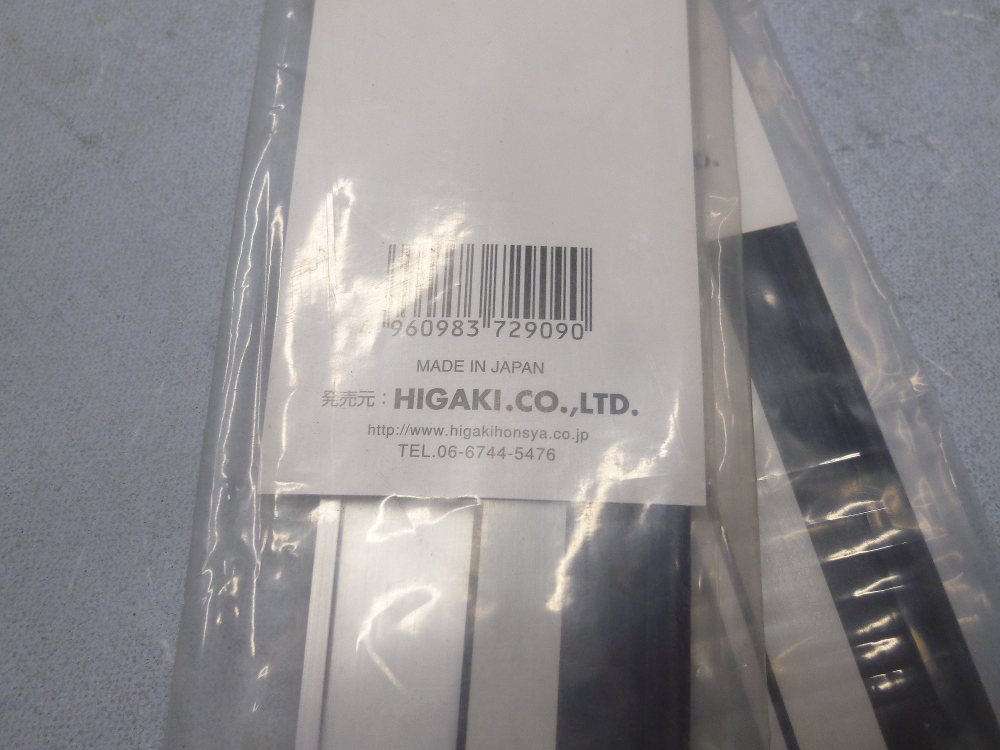 4 960983 729090
MADE IN JAPAN
発売元：HIGAKI.CO.,LTD.
http://www.higakihonsya.co.jp
TEL.06-6744-5476